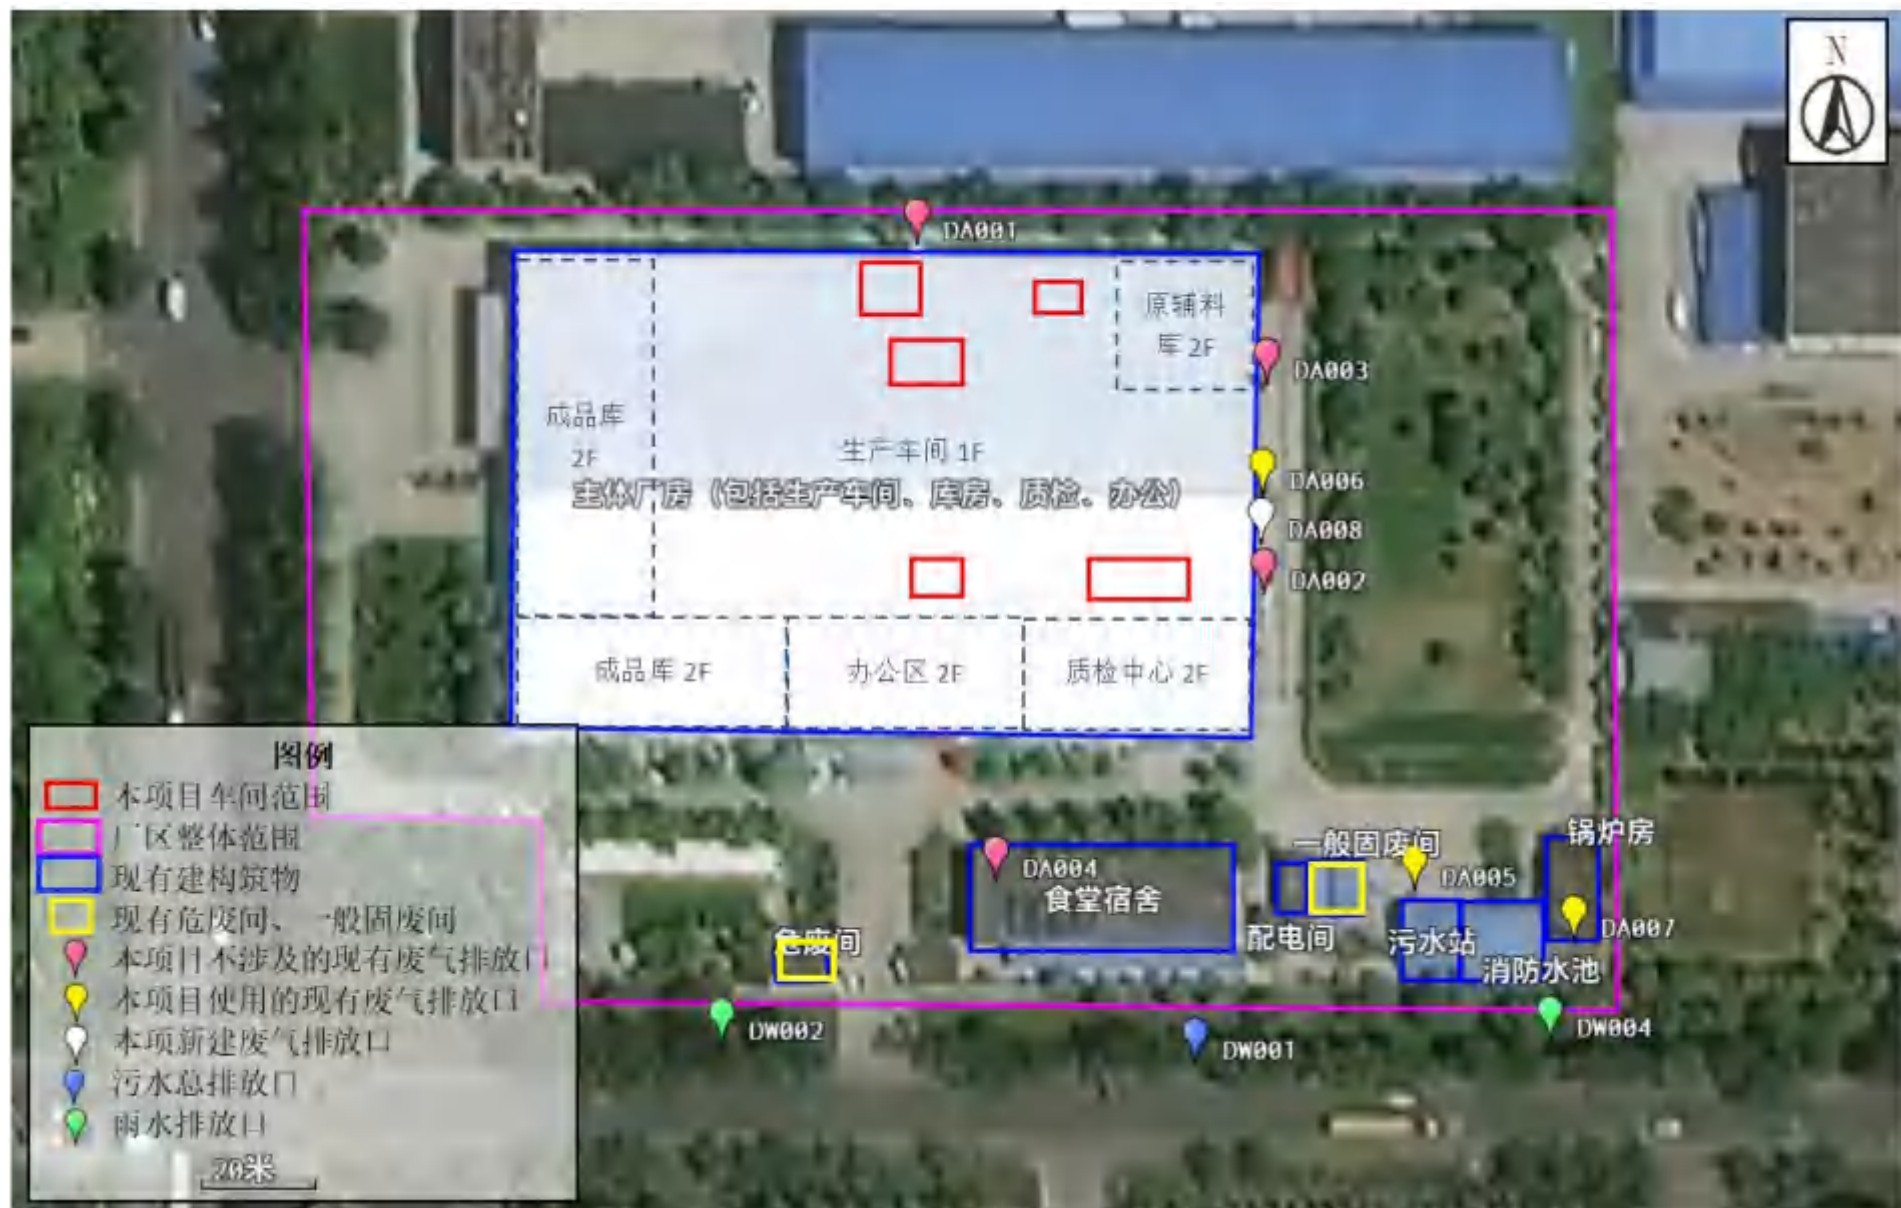 N
DA001
原辅料
库 2F
DA003
成品库
2F
生产车间 1F
主体厂房（包括生产车间、库房、质检、办公）
DA006
DA008
DA002
成品库 2F
办公区 2F
质检中心 2F
图例
本项目车间范围
厂区整体范围
现有建构筑物
现有危废间、一般固废间
本项目不涉及的现有废气排放口
本项目使用的现有废气排放口
本项新建废气排放口
污水总排放口
雨水排放口
20米
一般固废间
锅炉房
DA004
食堂宿舍
DA005
DA007
危废间
配电间
污水站
消防水池
DW002
DW001
DW004